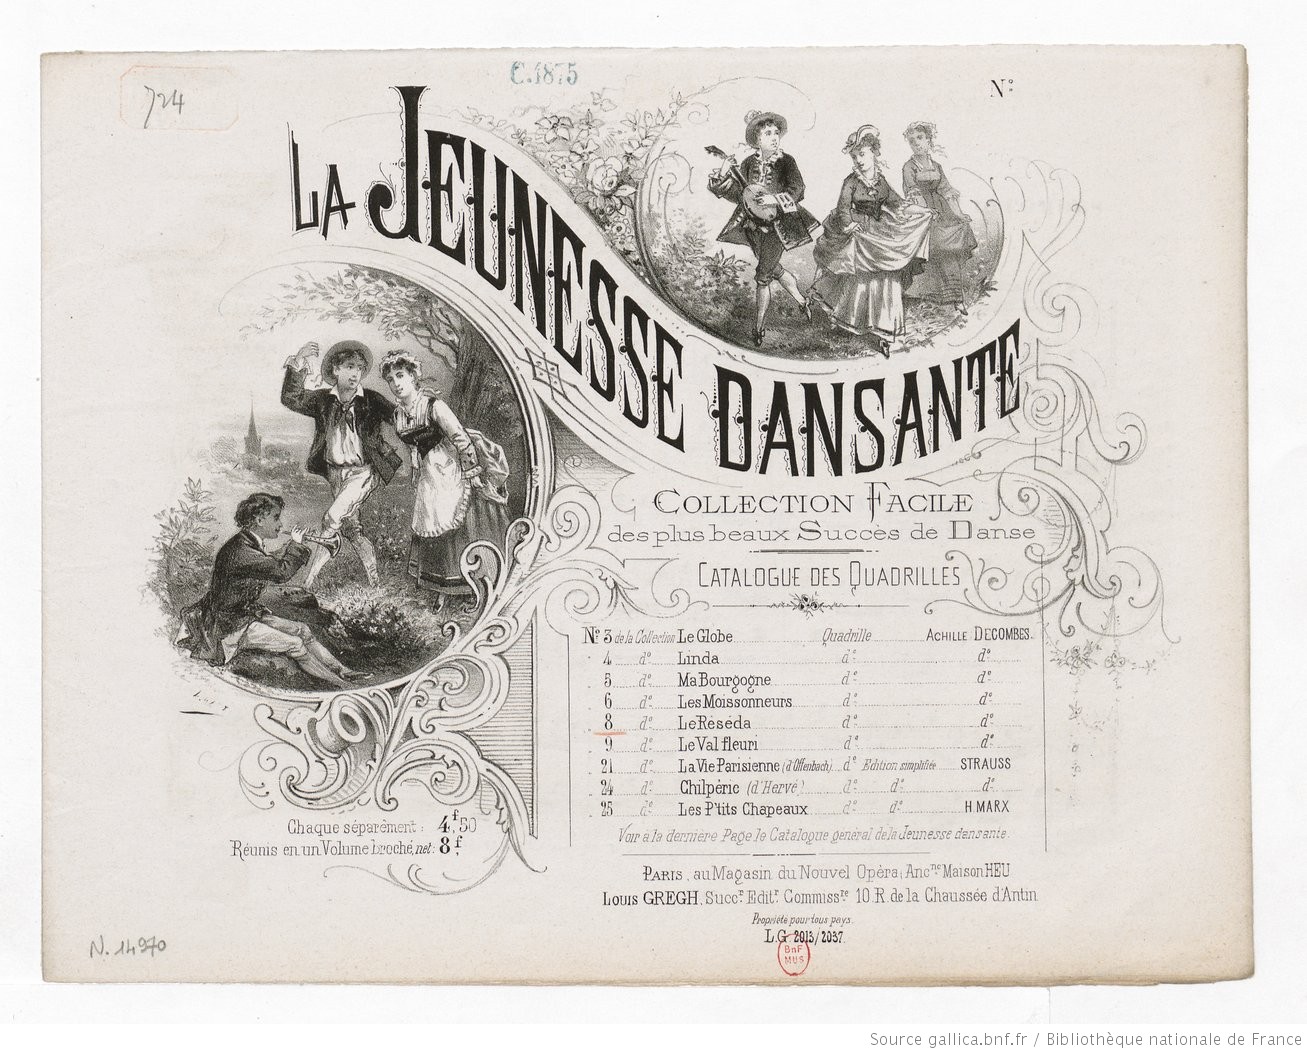 724
C.1875
N°
LA JEUNESSE DANSANTE
COLLECTION FACILE
des plus beaux Succès de Danse
CATALOGUE DES QUADRILLES
N° 3 de la Collection Le Globe Quadrille ACHILLE DECOMBES.
4 d° Linda d° d°
5 d° Ma Bourgogne d° d°
6 d° Les Moissonneurs d° d°
8 d° Le Réséda d° d°
9 d° Le Val fleuri d° d°
21 d° La Vie Parisienne (d'Offenbach) d° Edition simplifiée STRAUSS
24 d° Chilpéric (d'Hervé) d° d° d°
25 d° Les P'tits Chapeaux d° d° H. MARX
Voir à la dernière Page le Catalogue général de la Jeunesse dansante.
Chaque séparément: 4f,50
Réunis en un Volume broché, net: 8f.
PARIS, au Magasin du Nouvel Opéra; Ancne Maison HEU
LOUIS GREGH, Succr Editr Commissre 10 R. de la Chaussée d'Antin
Propriété pour tous pays.
L.G 2013/2037.
BnF
MUS
N. 14970
Source gallica.bnf.fr / Bibliothèque nationale de France